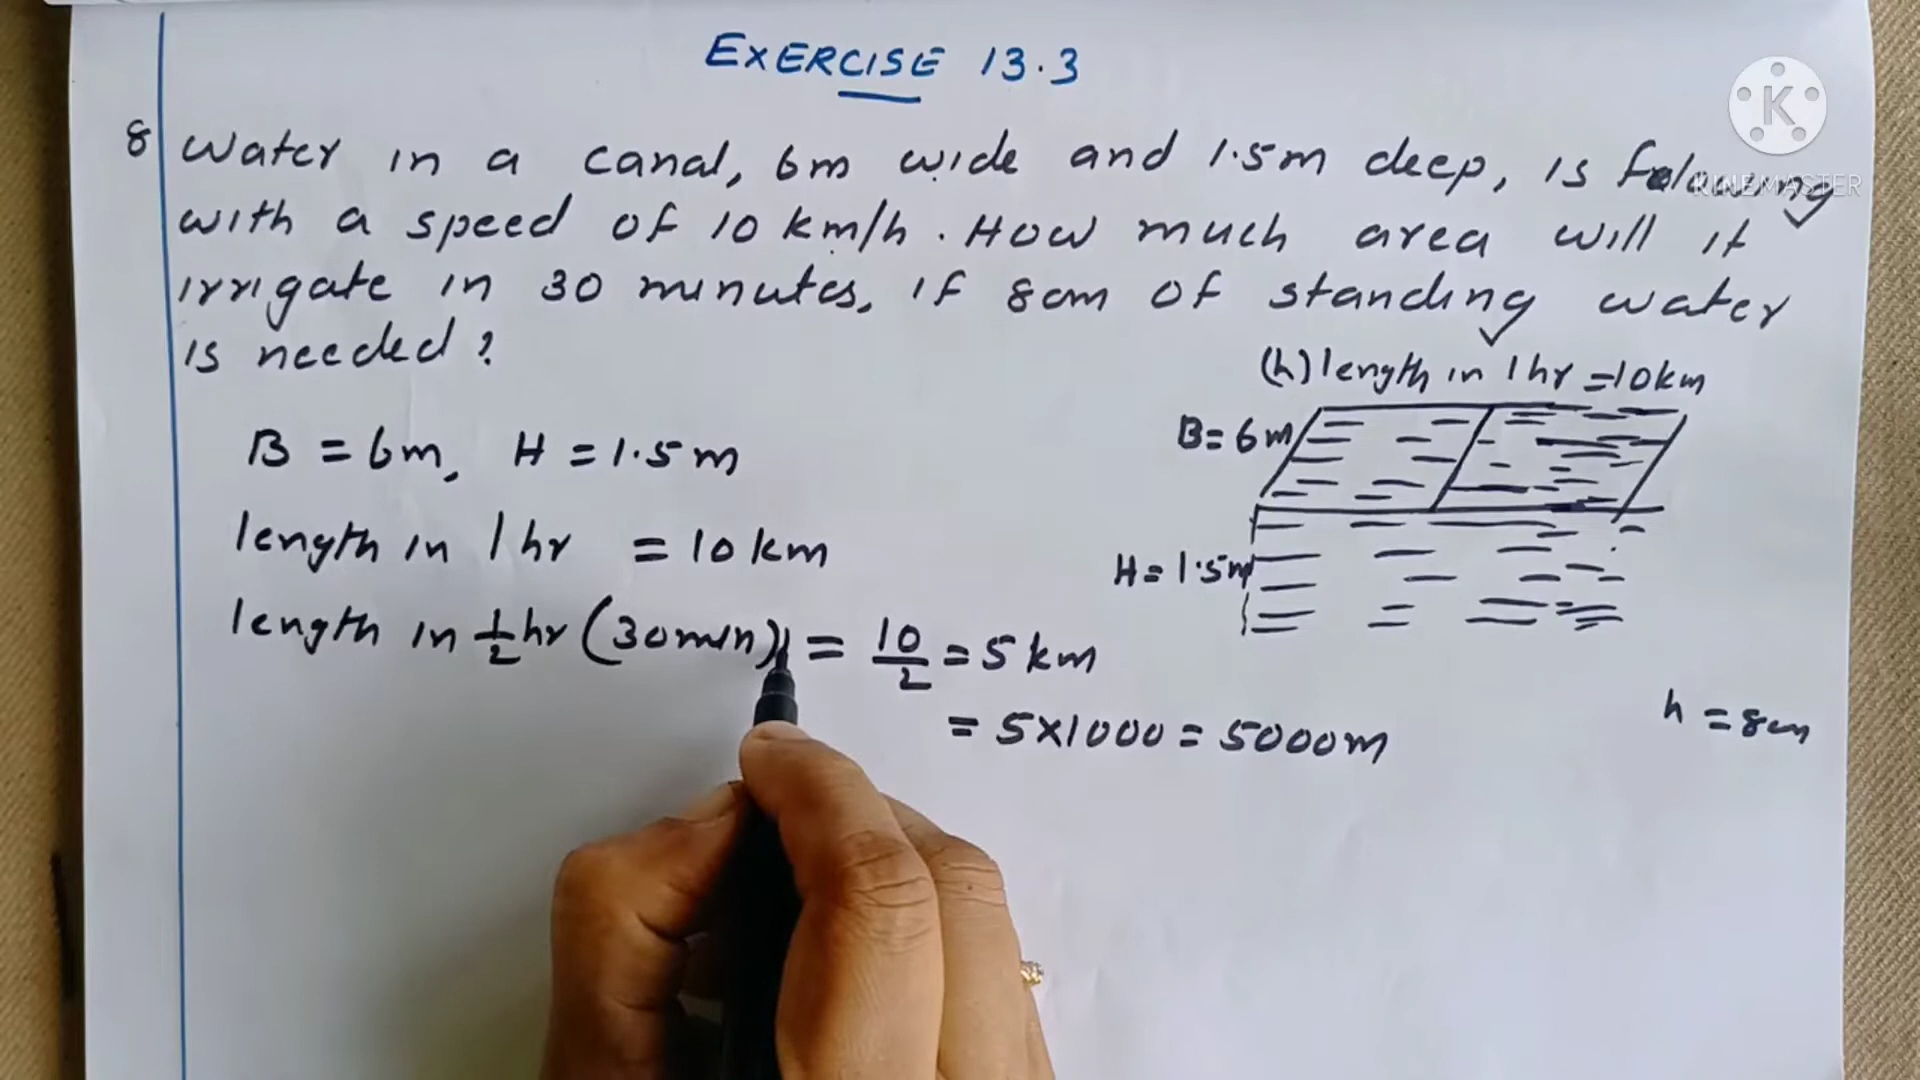 EXERCISE 13.3
8 Water in a canal, 6m wide and 1.5m deep, is flowing
with a speed of 10 km/h. How much area will it
irrigate in 30 minutes, if 8cm of standing water
is needed?
(h) length in 1hr = 10km
B = 6m
H = 1.5m
B = 6m, H = 1.5m
length in 1hr = 10 km
length in 1/2 hr (30min) = 10/2 = 5 km
= 5×1000 = 5000m
h = 8cm
K
KINEMASTER